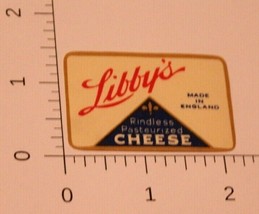 2
1
0
Libby's
MADE
IN
ENGLAND
Rindless
Pasteurized
CHEESE
0 1 2